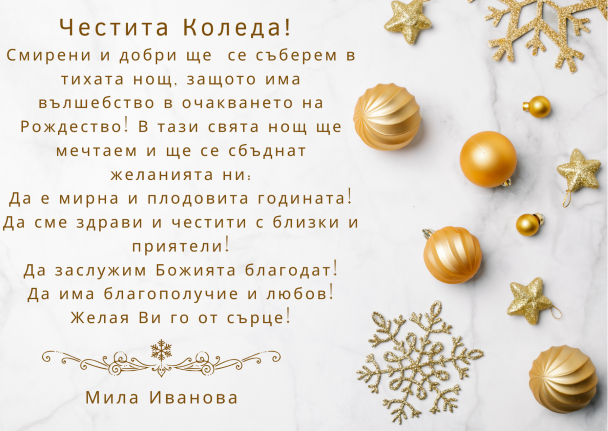 Честита Коледа!
Смирени и добри ще се съберем в
тихата нощ, защото има
вълшебство в очакването на
Рождество! В тази свята нощ ще
мечтаем и ще се сбъднат
желанията ни:
Да е мирна и плодовита годината!
Да сме здрави и честити с близки и
приятели!
Да заслужим Божията благодат!
Да има благополучие и любов!
Желая Ви го от сърце!
Мила Иванова